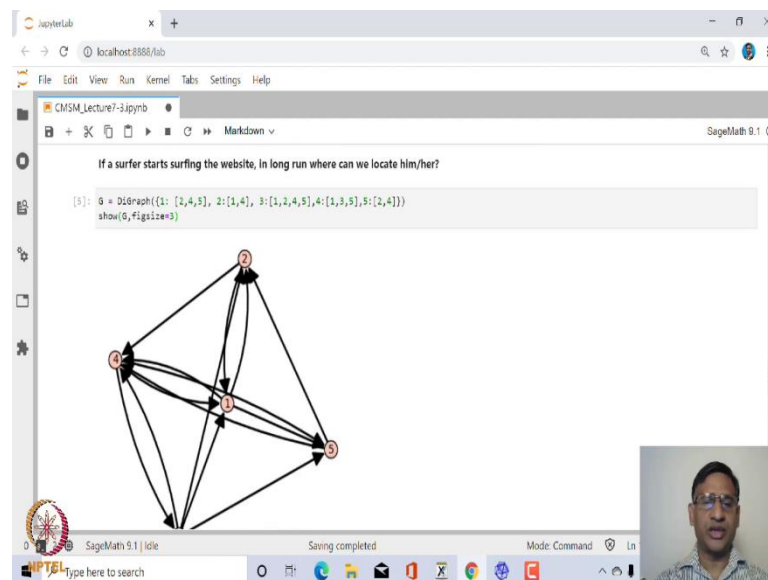 JupyterLab
localhost:8888/lab
File Edit View Run Kernel Tabs Settings Help
CMSM_Lecture7-3.ipynb
Markdown
SageMath 9.1
If a surfer starts surfing the website, in long run where can we locate him/her?
[5]: G = DiGraph({1: [2,4,5], 2:[1,4], 3:[1,2,4,5],4:[1,3,5],5:[2,4]})
show(G,figsize=3)
2
4
1
5
SageMath 9.1 | Idle Saving completed Mode: Command Ln
NPTEL Type here to search